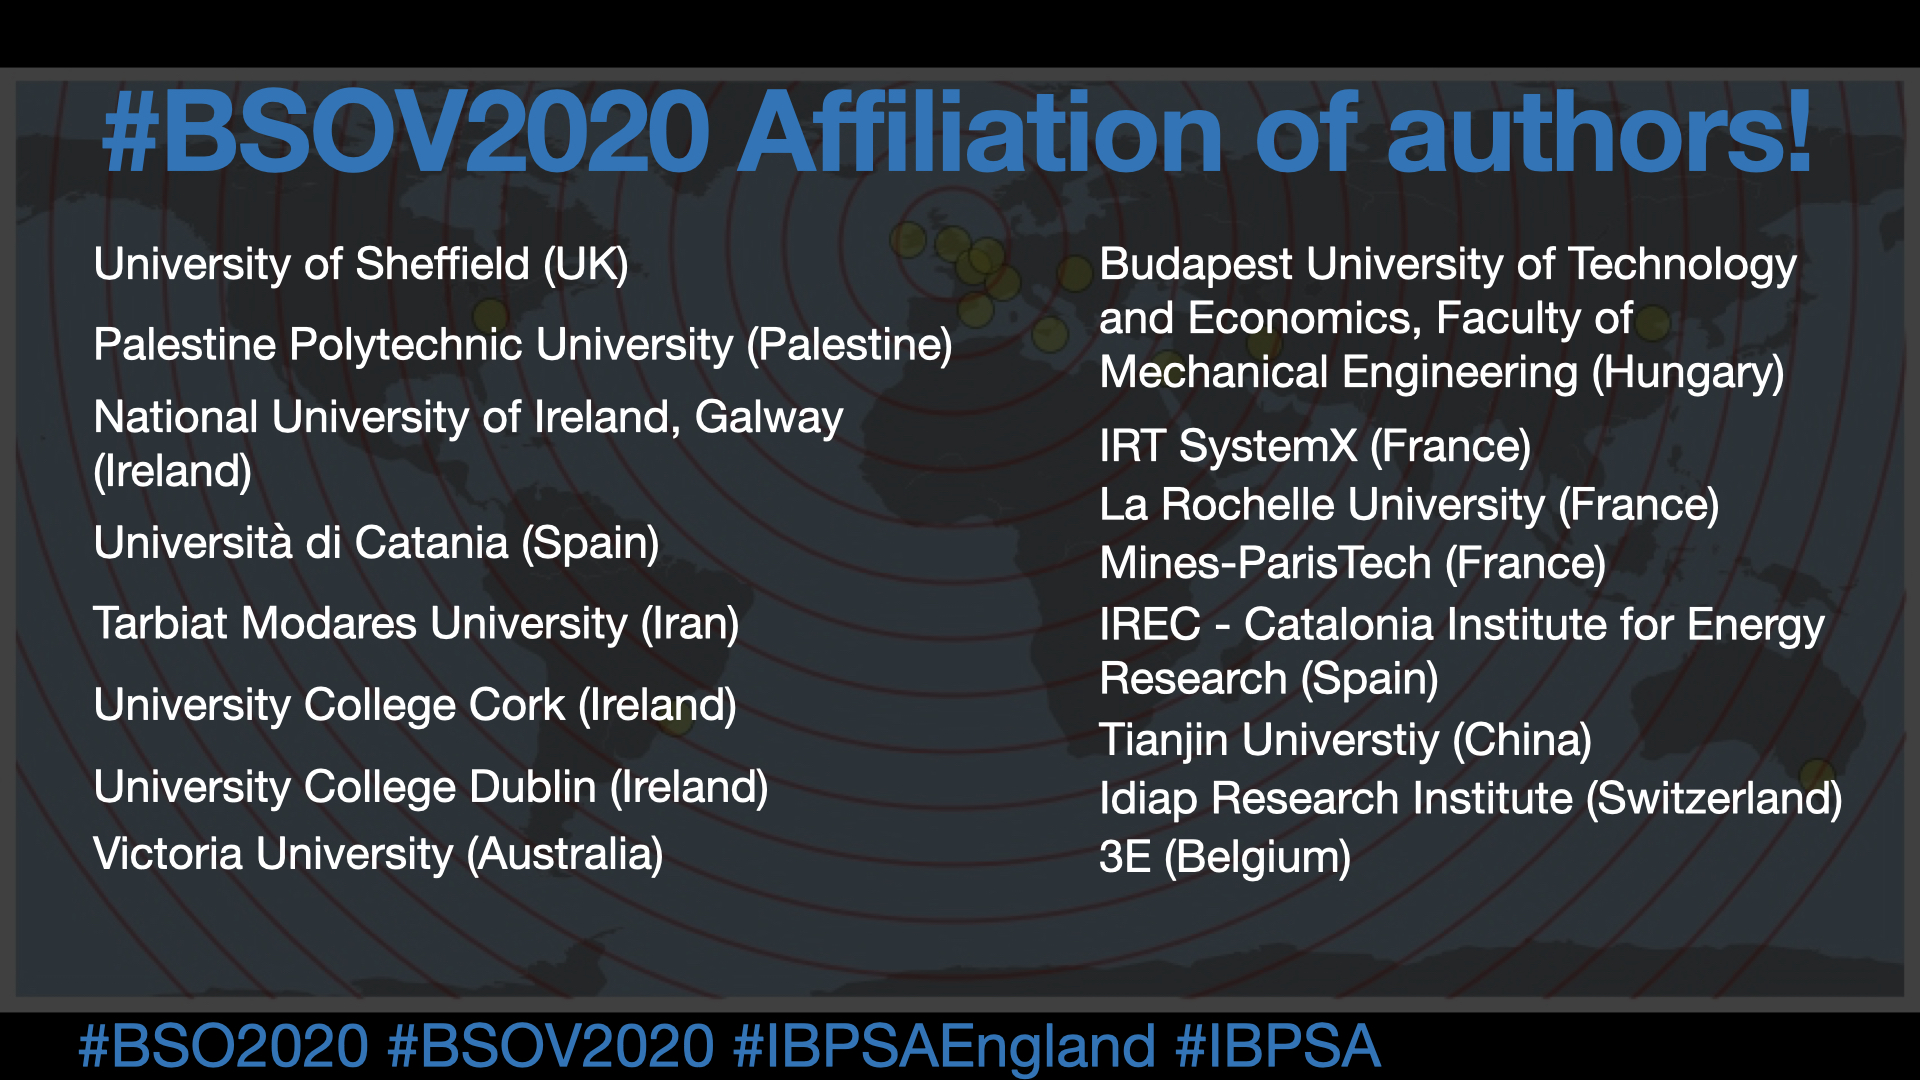 #BSOV2020 Affiliation of authors!
University of Sheffield (UK)
Palestine Polytechnic University (Palestine)
National University of Ireland, Galway
(Ireland)
Università di Catania (Spain)
Tarbiat Modares University (Iran)
University College Cork (Ireland)
University College Dublin (Ireland)
Victoria University (Australia)
Budapest University of Technology
and Economics, Faculty of
Mechanical Engineering (Hungary)
IRT SystemX (France)
La Rochelle University (France)
Mines-ParisTech (France)
IREC - Catalonia Institute for Energy
Research (Spain)
Tianjin Universtiy (China)
Idiap Research Institute (Switzerland)
3E (Belgium)
#BSO2020 #BSOV2020 #IBPSAEngland #IBPSA